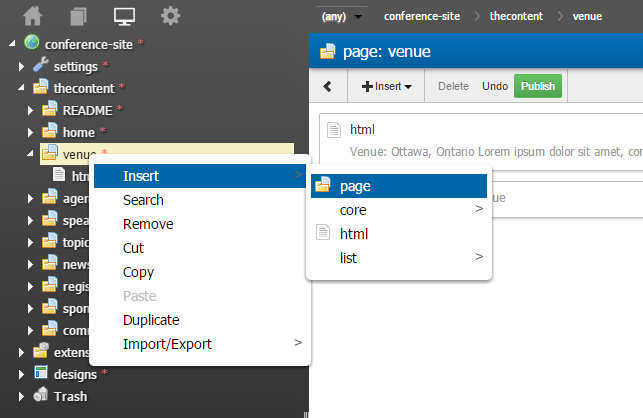 (any) conference-site > thecontent > venue
conference-site *
settings *
thecontent *
README *
home *
venue *
htm
agen
spea
topic
news
regis
spon
comm
extens
designs *
Trash
page: venue
+ Insert
Delete
Undo
Publish
html
Venue: Ottawa, Ontario Lorem ipsum dolor sit amet, con
ue
Insert >
Search
Remove
Cut
Copy
Paste
Duplicate
Import/Export >
page
core >
html
list >